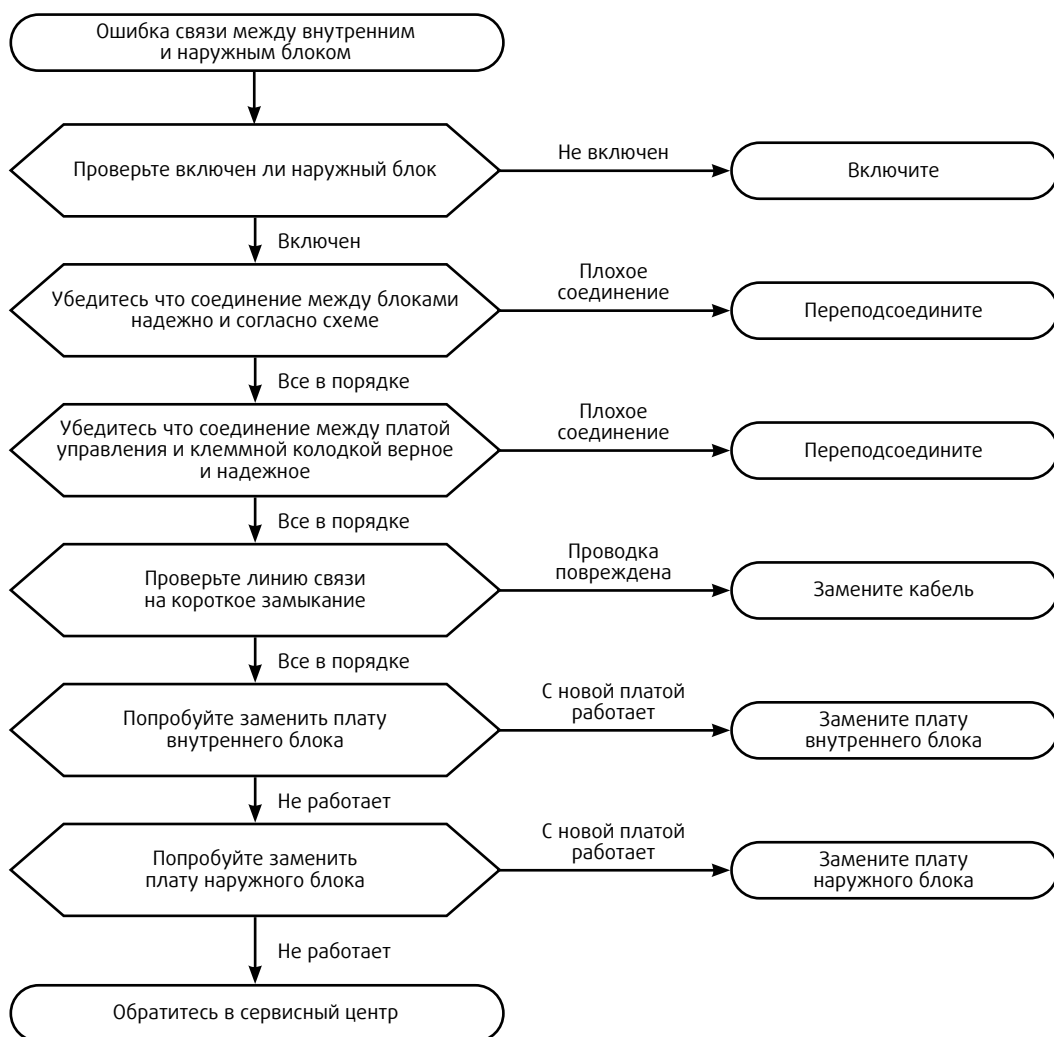 Ошибка связи между внутренним
и наружным блоком
Проверьте включен ли наружный блок
Не включен
Включите
Включен
Убедитесь что соединение между блоками
надежно и согласно схеме
Плохое
соединение
Переподсоедините
Все в порядке
Убедитесь что соединение между платой
управления и клеммной колодкой верное
и надежное
Плохое
соединение
Переподсоедините
Все в порядке
Проверьте линию связи
на короткое замыкание
Проводка
повреждена
Замените кабель
Все в порядке
Попробуйте заменить плату
внутреннего блока
С новой платой
работает
Замените плату
внутреннего блока
Не работает
Попробуйте заменить
плату наружного блока
С новой платой
работает
Замените плату
наружного блока
Не работает
Обратитесь в сервисный центр